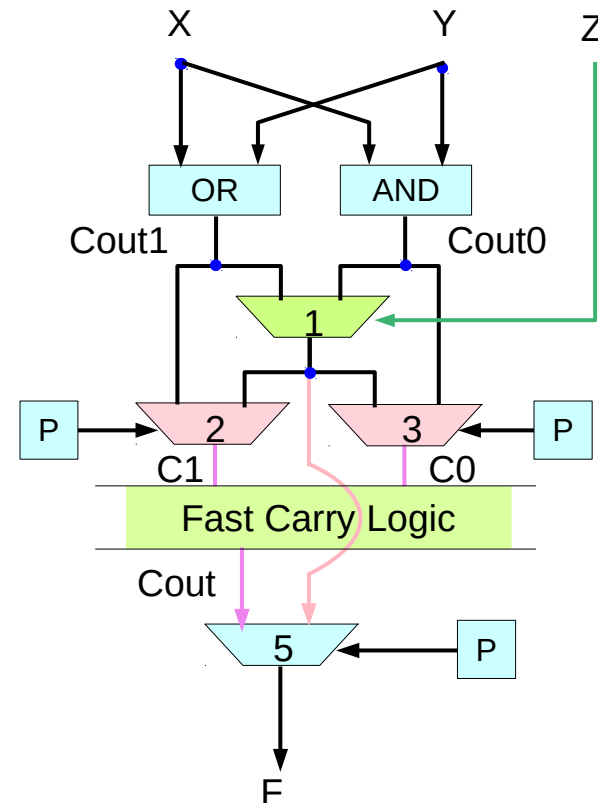 X Y Z
OR AND
Cout1 Cout0
1
P 2 3 P
C1 C0
Fast Carry Logic
Cout
5 P
F